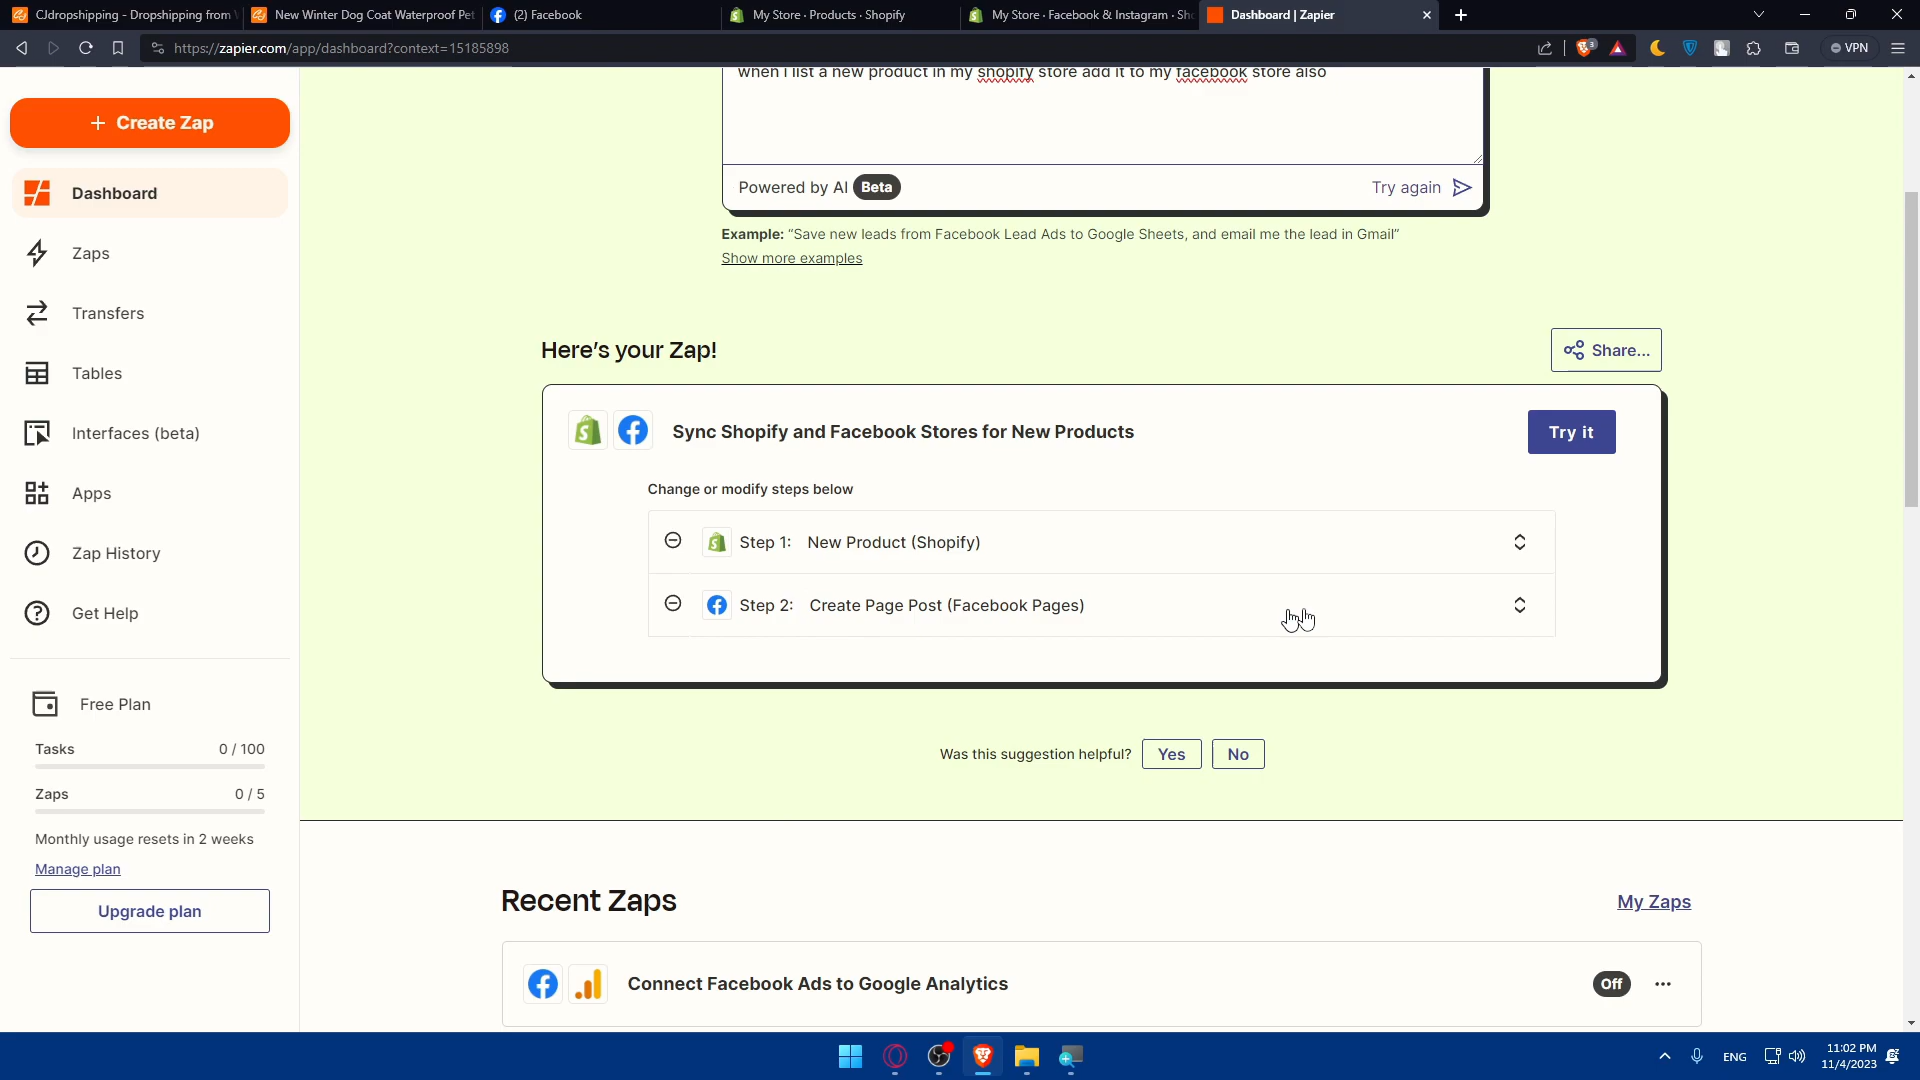 CJdropshipping - Dropshipping from
New Winter Dog Coat Waterproof Pet
(2) Facebook
My Store · Products · Shopify
My Store · Facebook & Instagram · Sh
Dashboard | Zapier
https://zapier.com/app/dashboard?context=15185898
3
VPN
when i list a new product in my shopify store add it to my facebook store also
Powered by AI Beta
Try again
Example: “Save new leads from Facebook Lead Ads to Google Sheets, and email me the lead in Gmail”
Show more examples
+ Create Zap
Dashboard
Zaps
Transfers
Tables
Interfaces (beta)
Apps
Zap History
Get Help
Free Plan
Tasks 0 / 100
Zaps 0 / 5
Monthly usage resets in 2 weeks
Manage plan
Upgrade plan
Here’s your Zap!
Share...
Sync Shopify and Facebook Stores for New Products
Try it
Change or modify steps below
Step 1: New Product (Shopify)
Step 2: Create Page Post (Facebook Pages)
Was this suggestion helpful? Yes No
Recent Zaps
My Zaps
Connect Facebook Ads to Google Analytics
Off
ENG
11:02 PM
11/4/2023